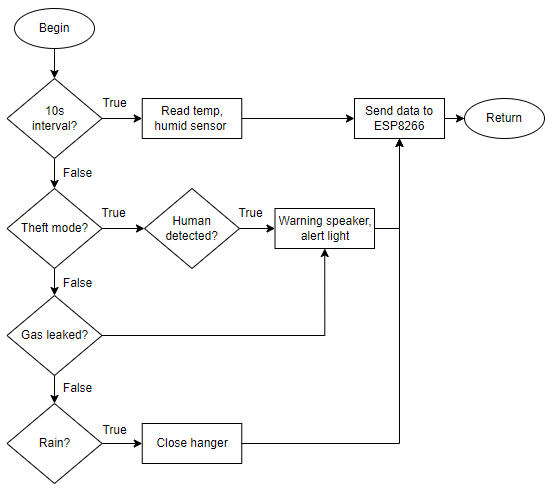 Begin
10s
interval?
True
Read temp,
humid sensor
Send data to
ESP8266
Return
False
Theft mode?
True
Human
detected?
True
Warning speaker,
alert light
False
Gas leaked?
False
Rain?
True
Close hanger